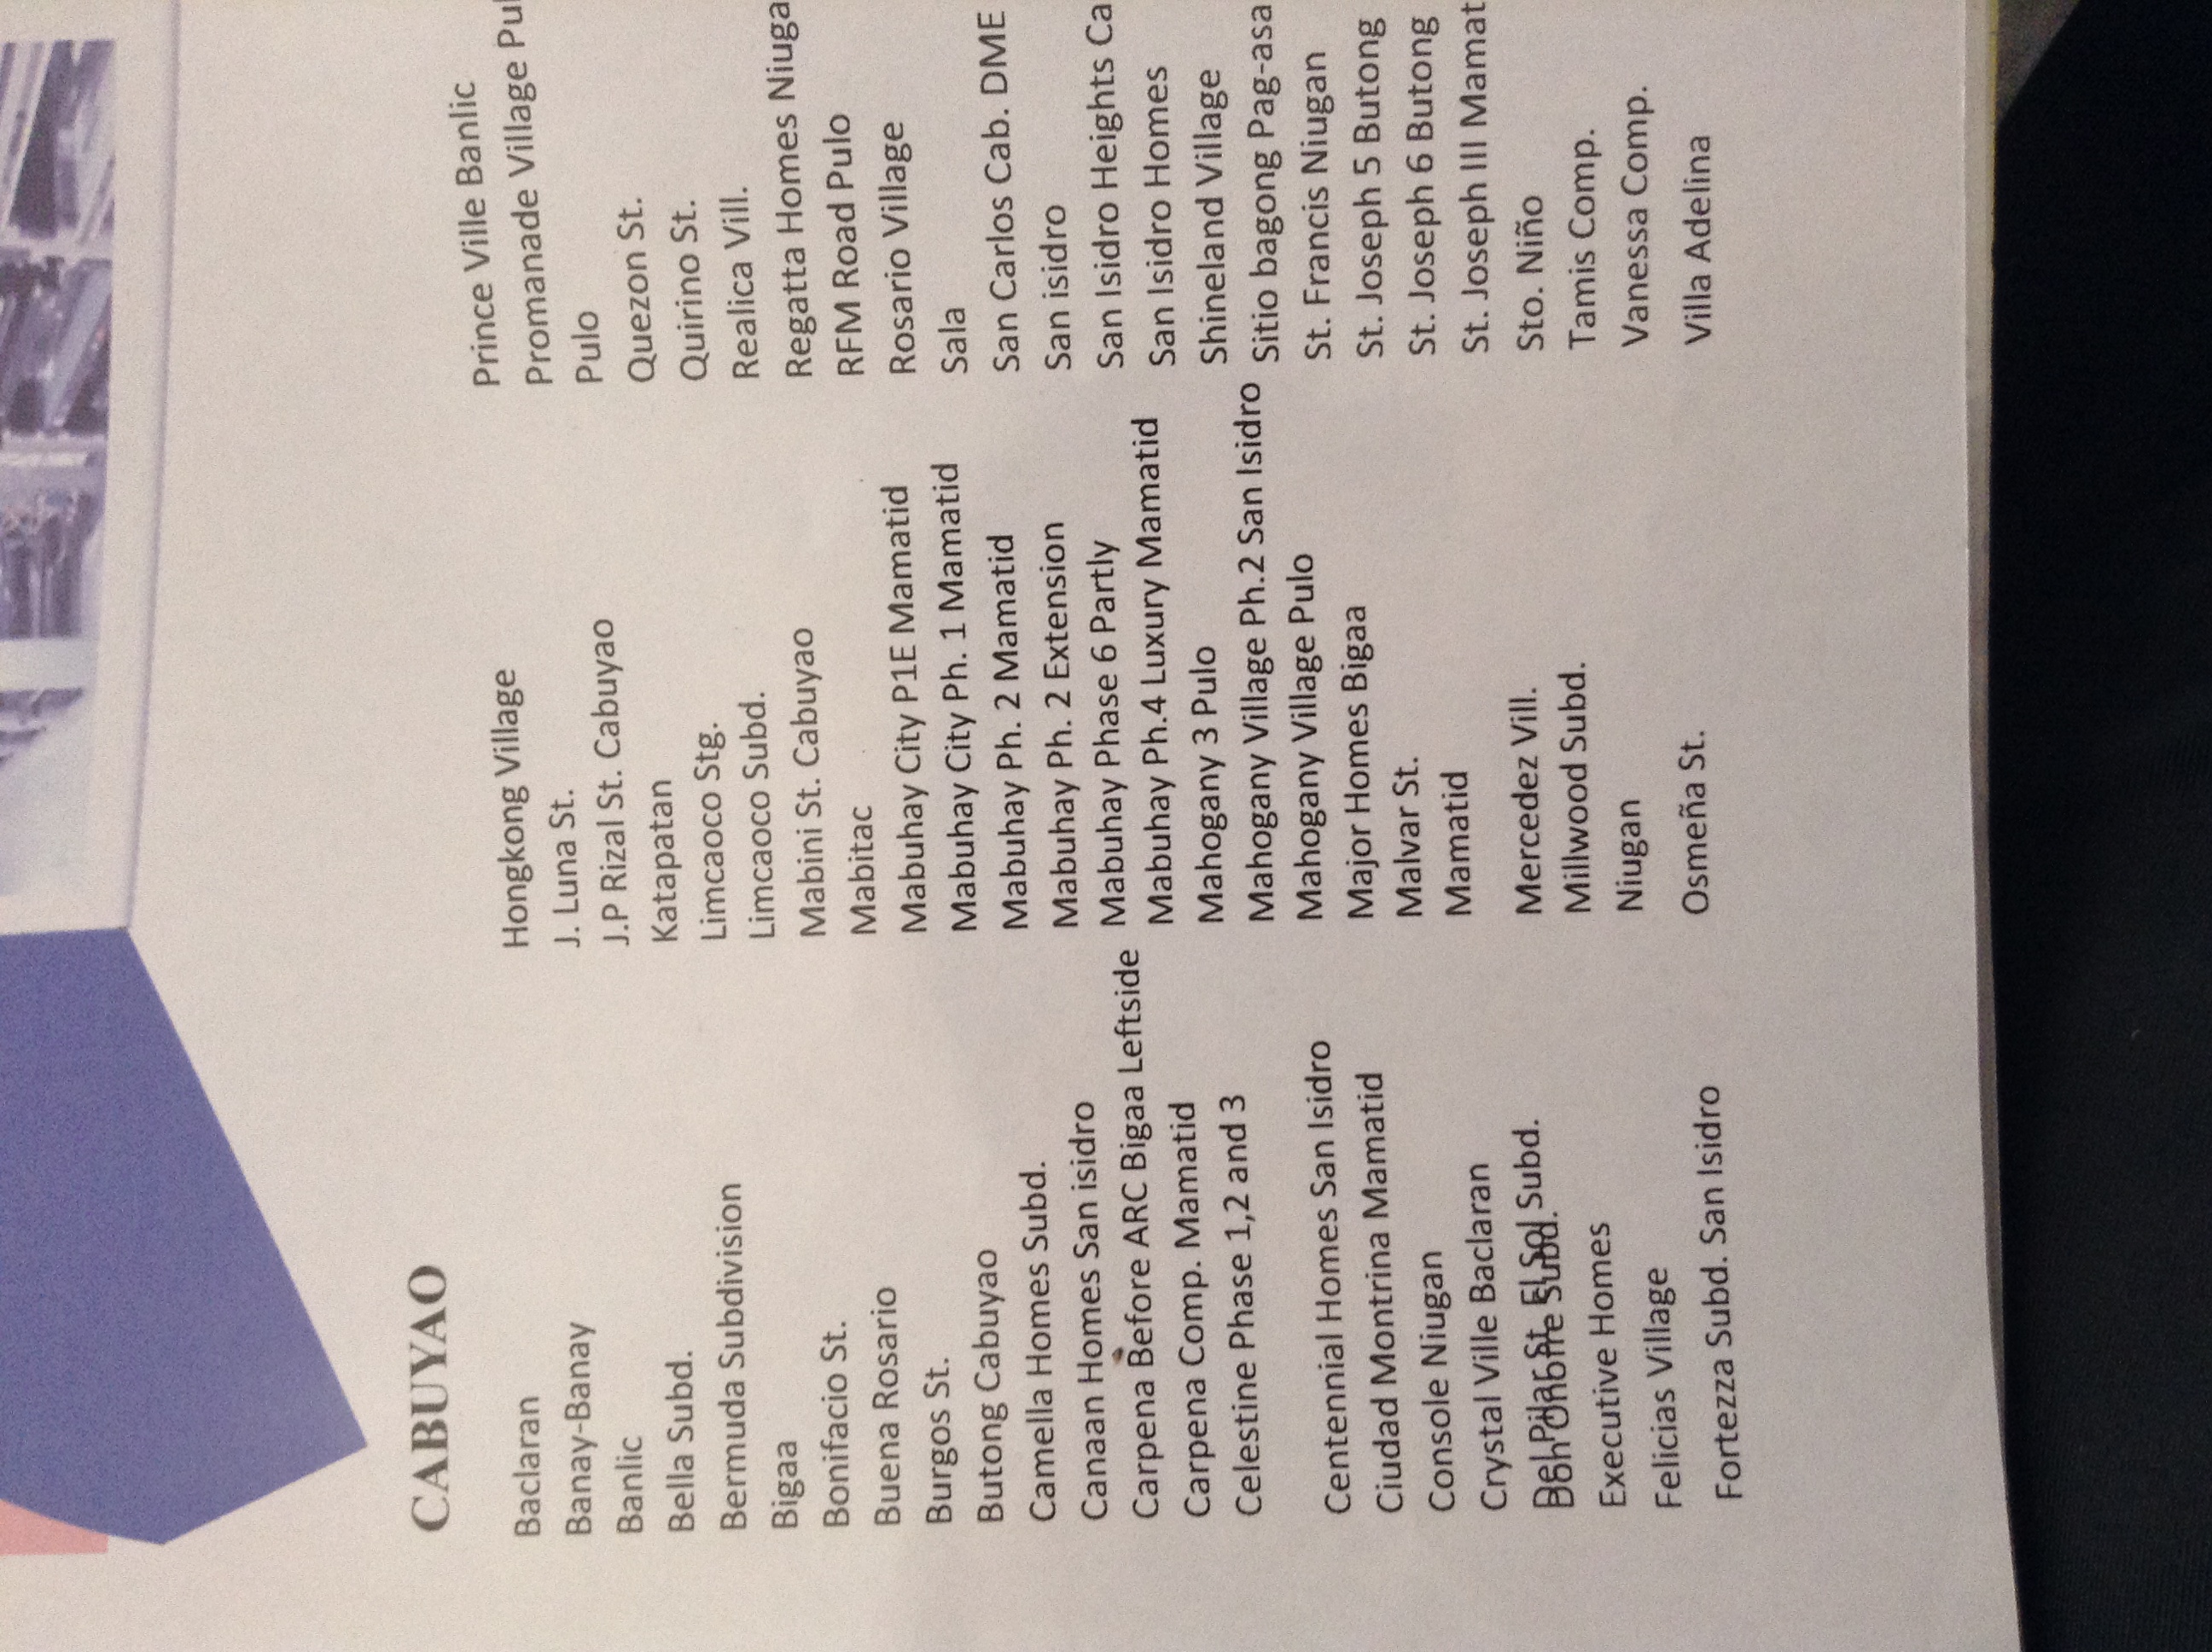 CABUYAO
Baclaran
Banay-Banay
Banlic
Bella Subd.
Bermuda Subdivision
Bigaa
Bonifacio St.
Buena Rosario
Burgos St.
Butong Cabuyao
Camella Homes Subd.
Canaan Homes San isidro
Carpena Before ARC Bigaa Leftside
Carpena Comp. Mamatid
Celestine Phase 1,2 and 3
Centennial Homes San Isidro
Ciudad Montrina Mamatid
Console Niugan
Crystal Ville Baclaran
Del Pilar St. El Sol Subd.
Don Onofre Subd.
Executive Homes
Felicias Village
Fortezza Subd. San Isidro
Hongkong Village
J. Luna St.
J.P Rizal St. Cabuyao
Katapatan
Limcaoco Stg.
Limcaoco Subd.
Mabini St. Cabuyao
Mabitac
Mabuhay City P1E Mamatid
Mabuhay City Ph. 1 Mamatid
Mabuhay Ph. 2 Mamatid
Mabuhay Ph. 2 Extension
Mabuhay Phase 6 Partly
Mabuhay Ph.4 Luxury Mamatid
Mahogany 3 Pulo
Mahogany Village Ph.2 San Isidro
Mahogany Village Pulo
Major Homes Bigaa
Malvar St.
Mamatid
Mercedez Vill.
Millwood Subd.
Niugan
Osmeña St.
Prince Ville Banlic
Promanade Village
Pulo
Quezon St.
Quirino St.
Realica Vill.
Regatta Homes
RFM Road Pulo
Rosario Village
Sala
San Carlos Cab. DME
San isidro
San Isidro Heights
San Isidro Homes
Shineland Village
Sitio bagong Pag-asa
St. Francis Niugan
St. Joseph 5 Butong
St. Joseph 6 Butong
St. Joseph III
Sto. Niño
Tamis Comp.
Vanessa Comp.
Villa Adelina